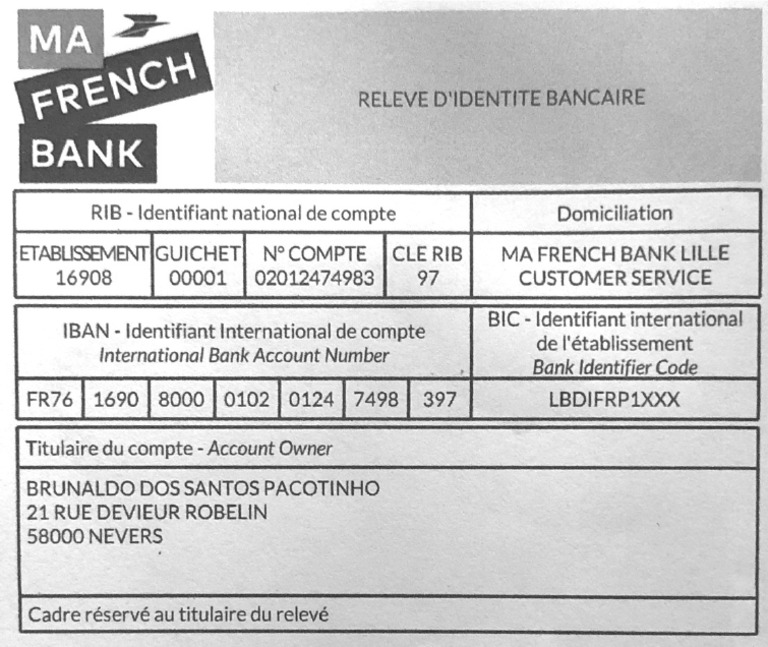 MA
FRENCH
BANK
RELEVE D'IDENTITE BANCAIRE
RIB - Identifiant national de compte
Domiciliation
ETABLISSEMENT GUICHET N° COMPTE CLE RIB
16908 00001 02012474983 97
MA FRENCH BANK LILLE
CUSTOMER SERVICE
IBAN - Identifiant International de compte
International Bank Account Number
BIC - Identifiant international
de l'établissement
Bank Identifier Code
FR76 1690 8000 0102 0124 7498 397
LBDIFRP1XXX
Titulaire du compte - Account Owner
BRUNALDO DOS SANTOS PACOTINHO
21 RUE DEVIEUR ROBELIN
58000 NEVERS
Cadre réservé au titulaire du relevé